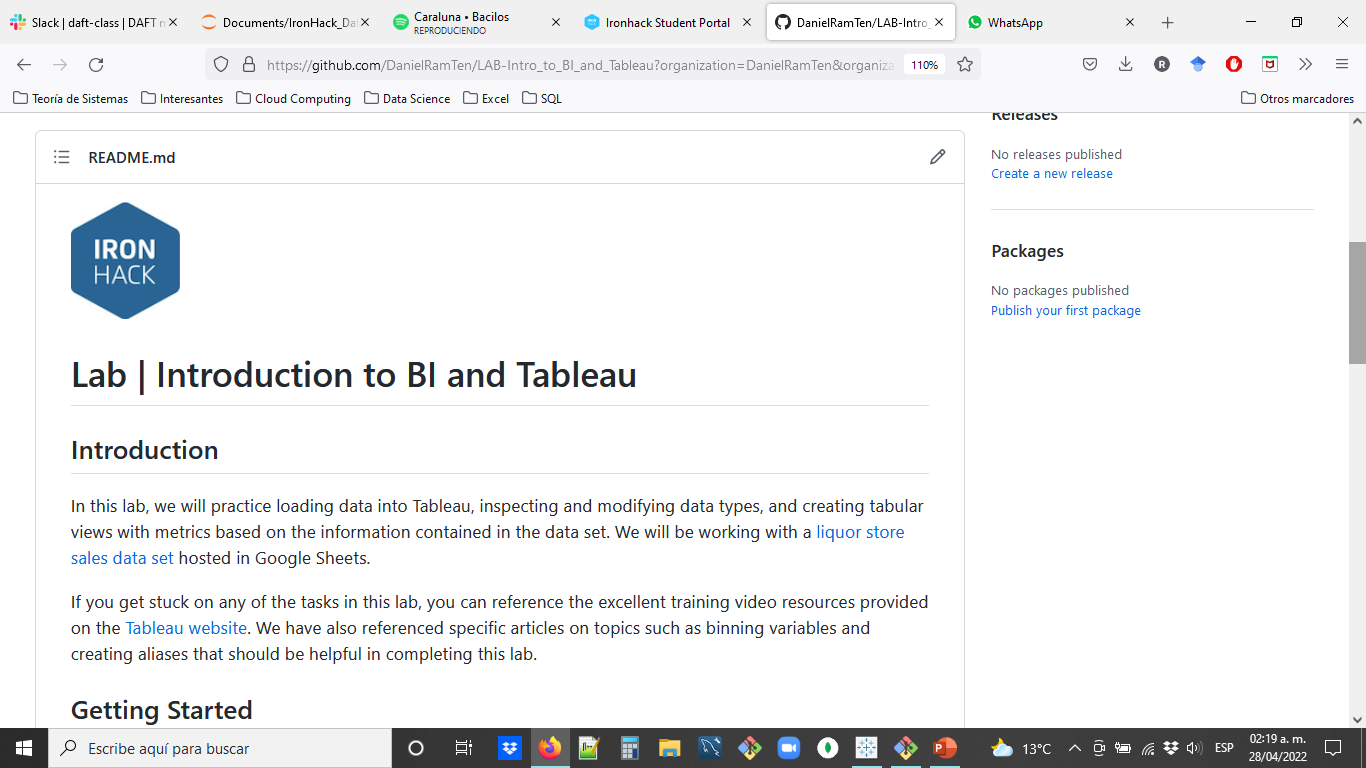 Slack | daft-class | DAFT m
Documents/IronHack_Da
Caraluna • Bacilos
REPRODUCIENDO
Ironhack Student Portal
DanielRamTen/LAB-Intro_
WhatsApp
https://github.com/DanielRamTen/LAB-Intro_to_BI_and_Tableau?organization=DanielRamTen&organiza
110%
Teoría de Sistemas
Interesantes
Cloud Computing
Data Science
Excel
SQL
Otros marcadores
README.md
IRON
HACK
Lab | Introduction to BI and Tableau
Introduction
In this lab, we will practice loading data into Tableau, inspecting and modifying data types, and creating tabular
views with metrics based on the information contained in the data set. We will be working with a liquor store
sales data set hosted in Google Sheets.
If you get stuck on any of the tasks in this lab, you can reference the excellent training video resources provided
on the Tableau website. We have also referenced specific articles on topics such as binning variables and
creating aliases that should be helpful in completing this lab.
Getting Started
Releases
No releases published
Create a new release
Packages
No packages published
Publish your first package
Escribe aquí para buscar
13°C
ESP
02:19 a. m.
28/04/2022